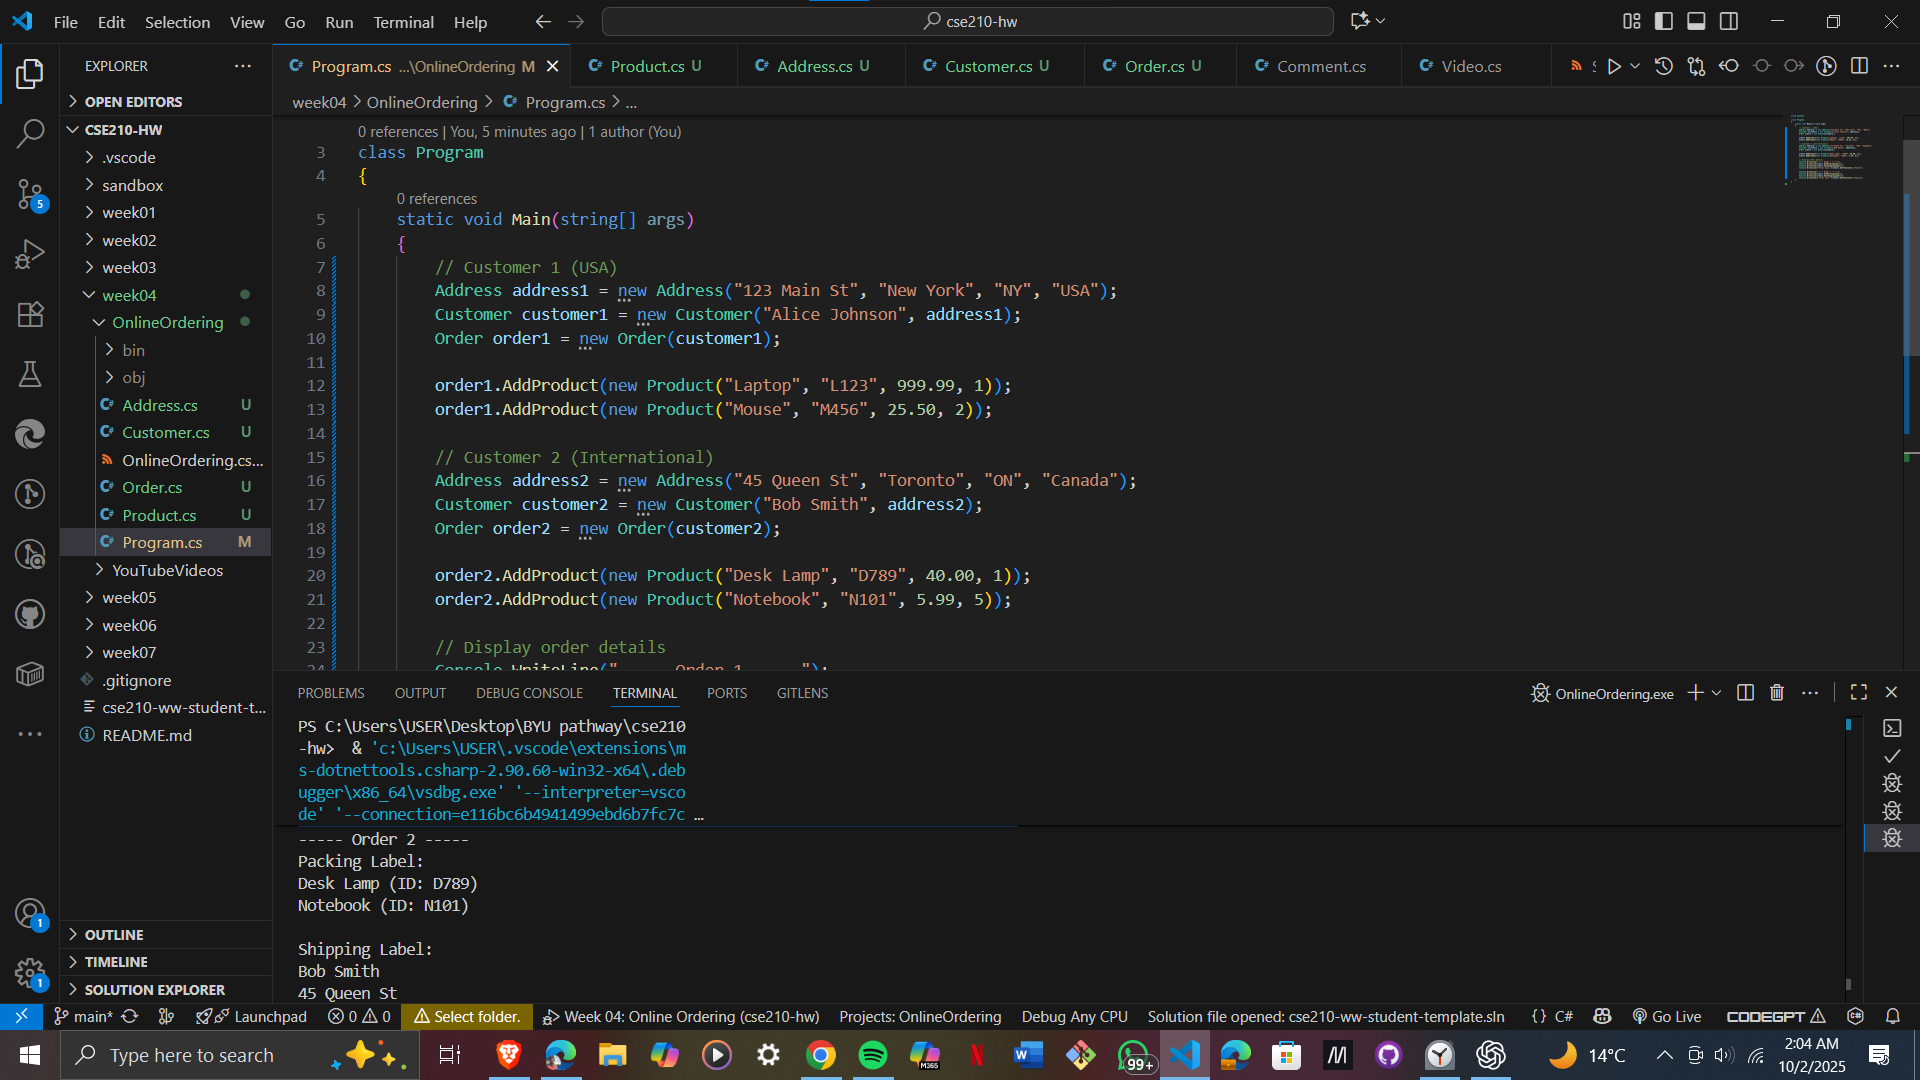 File Edit Selection View Go Run Terminal Help
cse210-hw
EXPLORER
OPEN EDITORS
CSE210-HW
.vscode
sandbox
week01
week02
week03
week04
OnlineOrdering
bin
obj
Address.cs U
Customer.cs U
OnlineOrdering.cs...
Order.cs U
Product.cs U
Program.cs M
YouTubeVideos
week05
week06
week07
.gitignore
cse210-ww-student-t...
README.md
OUTLINE
TIMELINE
SOLUTION EXPLORER
5
1
1
Program.cs ...\OnlineOrdering M
Product.cs U
Address.cs U
Customer.cs U
Order.cs U
Comment.cs
Video.cs
week04 > OnlineOrdering > Program.cs > ...
0 references | You, 5 minutes ago | 1 author (You)
3 class Program
4 {
0 references
5 static void Main(string[] args)
6 {
7 // Customer 1 (USA)
8 Address address1 = new Address("123 Main St", "New York", "NY", "USA");
9 Customer customer1 = new Customer("Alice Johnson", address1);
10 Order order1 = new Order(customer1);
11
12 order1.AddProduct(new Product("Laptop", "L123", 999.99, 1));
13 order1.AddProduct(new Product("Mouse", "M456", 25.50, 2));
14
15 // Customer 2 (International)
16 Address address2 = new Address("45 Queen St", "Toronto", "ON", "Canada");
17 Customer customer2 = new Customer("Bob Smith", address2);
18 Order order2 = new Order(customer2);
19
20 order2.AddProduct(new Product("Desk Lamp", "D789", 40.00, 1));
21 order2.AddProduct(new Product("Notebook", "N101", 5.99, 5));
22
23 // Display order details
PROBLEMS OUTPUT DEBUG CONSOLE TERMINAL PORTS GITLENS
OnlineOrdering.exe
PS C:\Users\USER\Desktop\BYU pathway\cse210
-hw> & 'c:\Users\USER\.vscode\extensions\m
s-dotnettools.csharp-2.90.60-win32-x64\.deb
ugger\x86_64\vsdbg.exe' '--interpreter=vsco
de' '--connection=e116bc6b4941499ebd6b7fc7c ...
----- Order 2 -----
Packing Label:
Desk Lamp (ID: D789)
Notebook (ID: N101)
Shipping Label:
Bob Smith
45 Queen St
main* Launchpad 0 0 Select folder. Week 04: Online Ordering (cse210-hw) Projects: OnlineOrdering Debug Any CPU Solution file opened: cse210-ww-student-template.sln {} C# Go Live CODEGPT
Type here to search
M365
99+
14°C
2:04 AM
10/2/2025